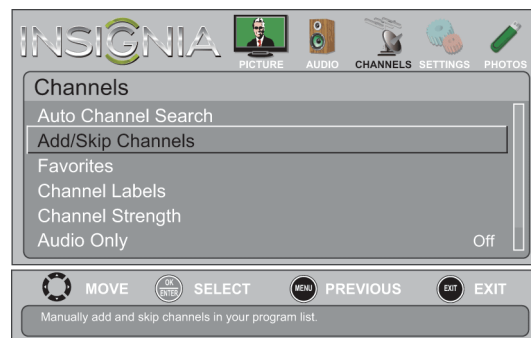 INSIGNIA
PICTURE AUDIO CHANNELS SETTINGS PHOTOS
Channels
Auto Channel Search
Add/Skip Channels
Favorites
Channel Labels
Channel Strength
Audio Only Off
MOVE OK ENTER SELECT MENU PREVIOUS EXIT EXIT
Manually add and skip channels in your program list.